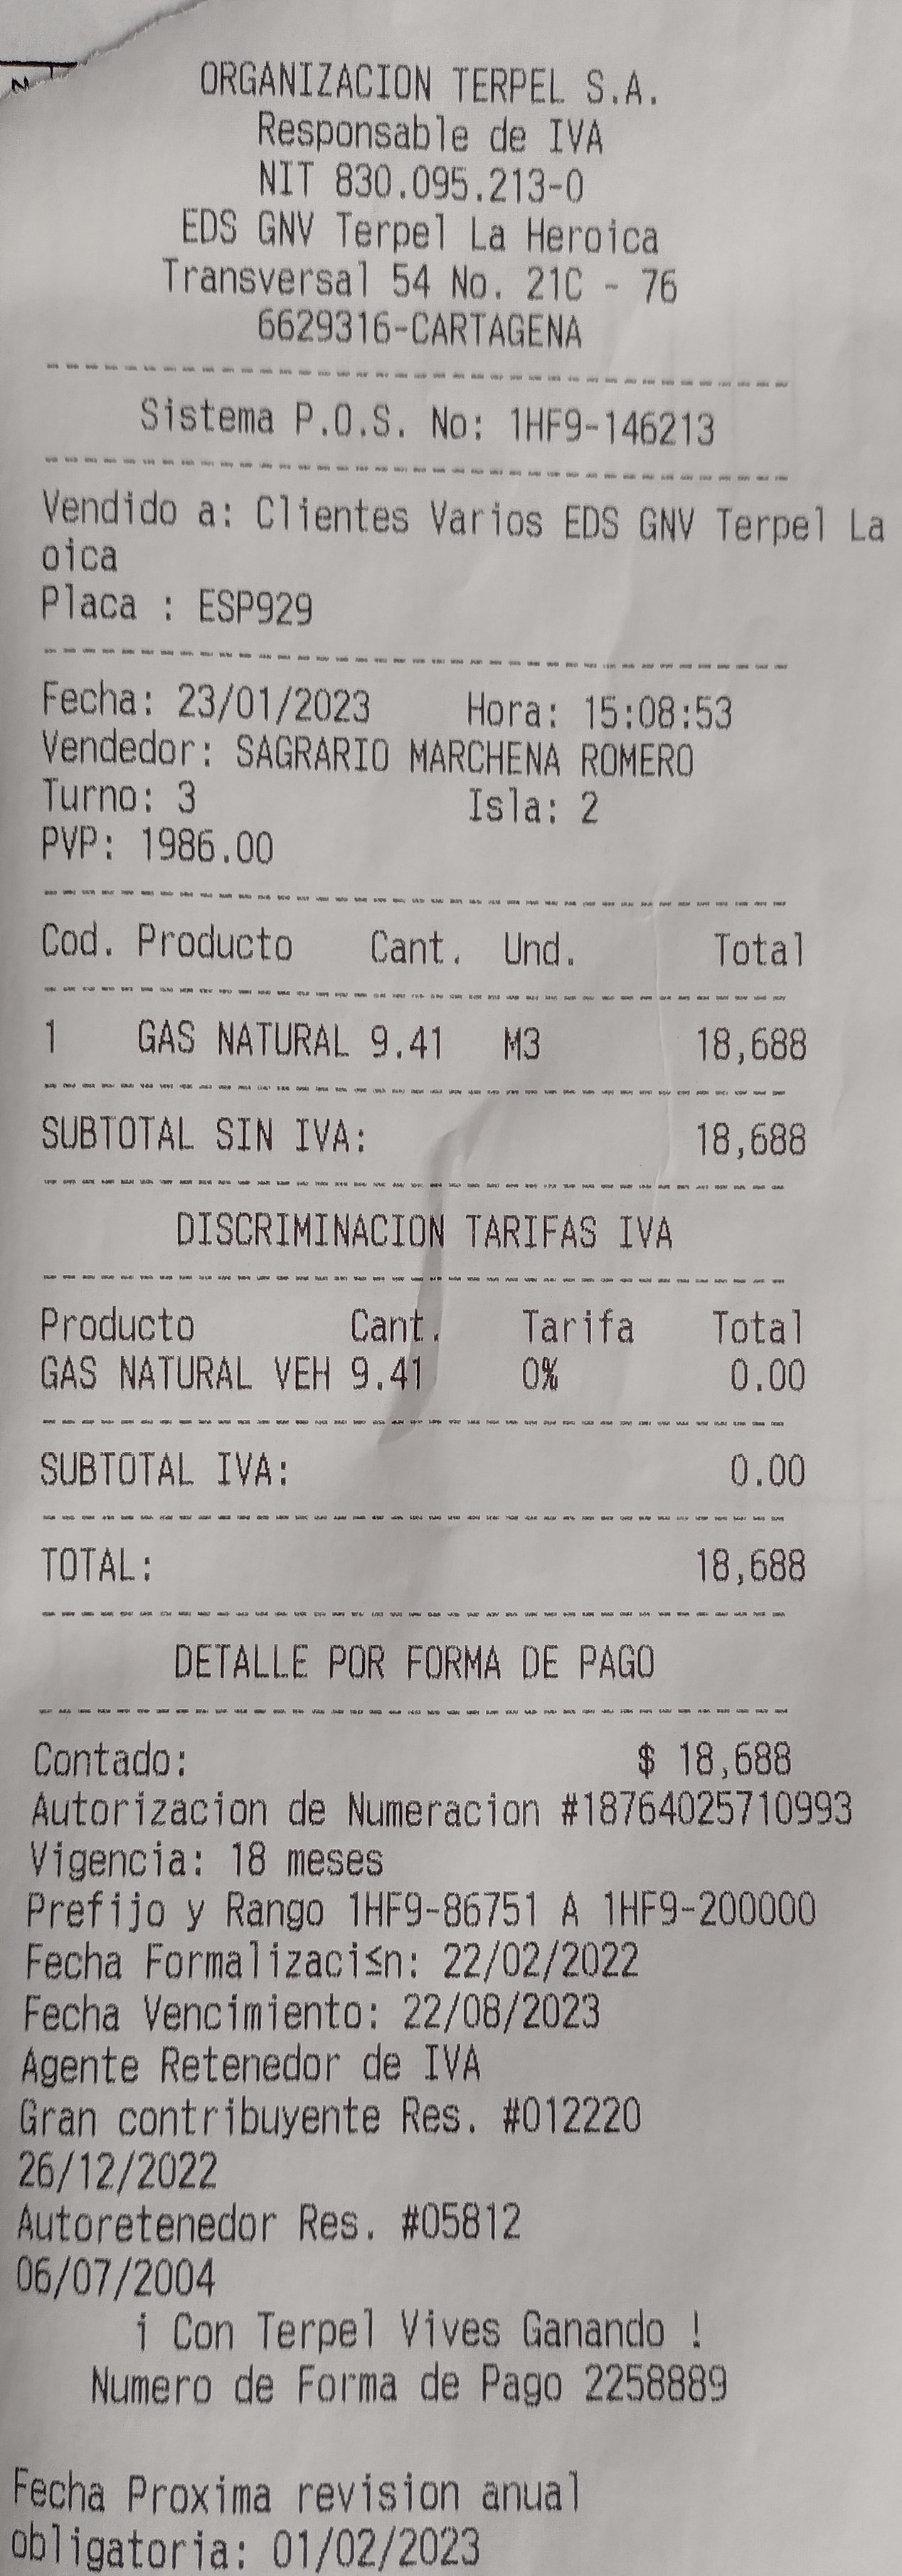 ORGANIZACION TERPEL S.A.
Responsable de IVA
NIT 830.095.213-0
EDS GNV Terpel La Heroica
Transversal 54 No. 21C - 76
6629316-CARTAGENA
Sistema P.O.S. No: 1HF9-146213
Vendido a: Clientes Varios EDS GNV Terpel La
oica
Placa : ESP929
Fecha: 23/01/2023 Hora: 15:08:53
Vendedor: SAGRARIO MARCHENA ROMERO
Turno: 3 Isla: 2
PVP: 1986.00
Cod. Producto Cant. Und. Total
1 GAS NATURAL 9.41 M3 18,688
SUBTOTAL SIN IVA: 18,688
DISCRIMINACION TARIFAS IVA
Producto Cant. Tarifa Total
GAS NATURAL VEH 9.41 0% 0.00
SUBTOTAL IVA: 0.00
TOTAL: 18,688
DETALLE POR FORMA DE PAGO
Contado: $ 18,688
Autorizacion de Numeracion #18764025710993
Vigencia: 18 meses
Prefijo y Rango 1HF9-86751 A 1HF9-200000
Fecha Formalizaci≤n: 22/02/2022
Fecha Vencimiento: 22/08/2023
Agente Retenedor de IVA
Gran contribuyente Res. #012220
26/12/2022
Autoretenedor Res. #05812
06/07/2004
¡ Con Terpel Vives Ganando !
Numero de Forma de Pago 2258889
Fecha Proxima revision anual
obligatoria: 01/02/2023